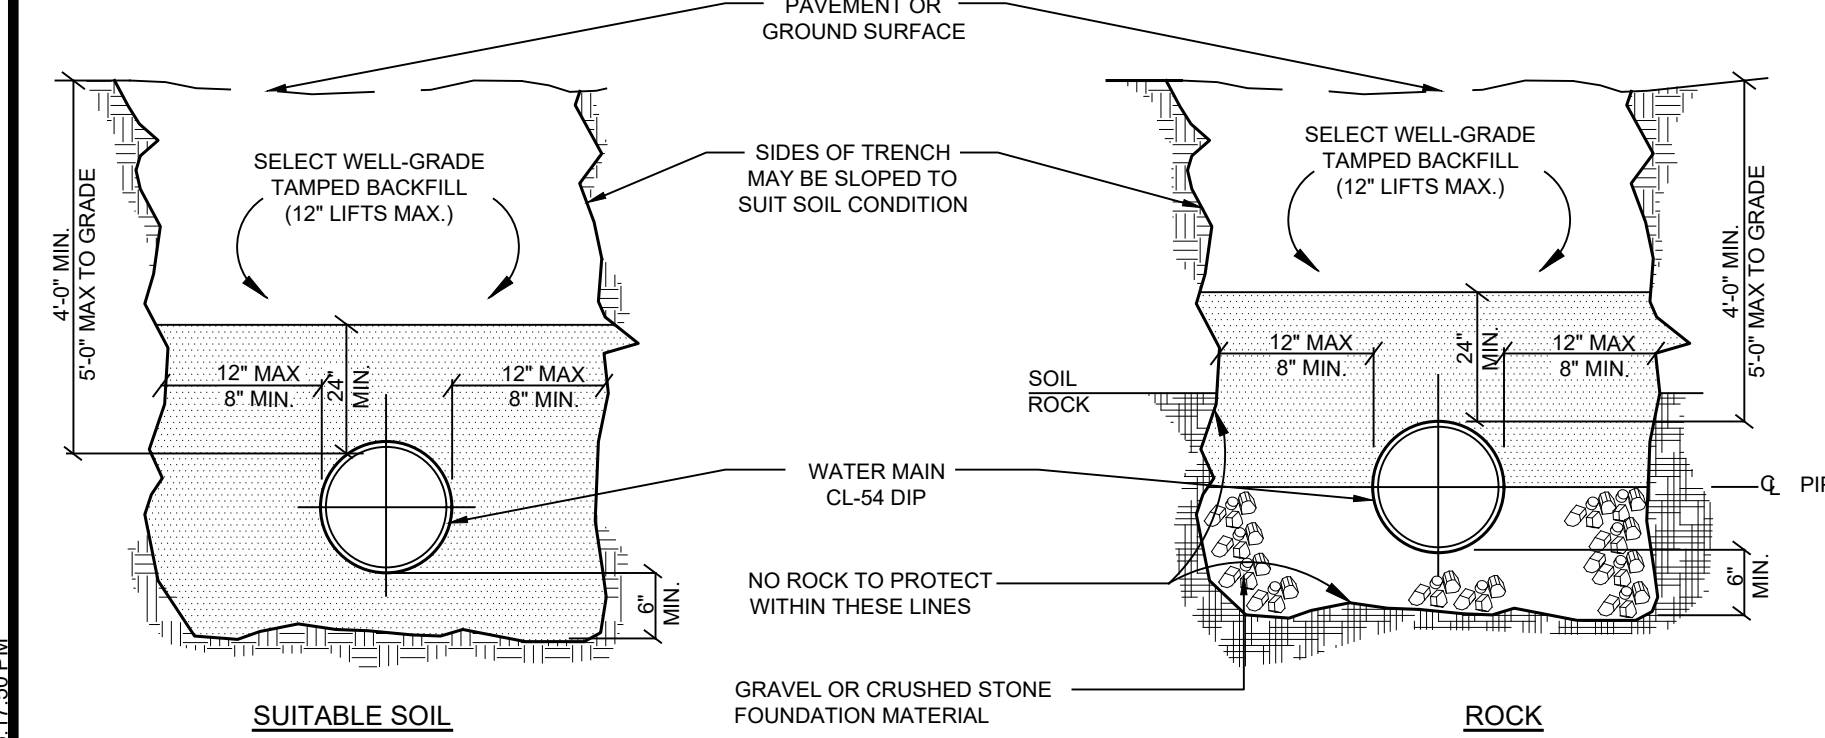 PAVEMENT OR
GROUND SURFACE
SELECT WELL-GRADE
TAMPED BACKFILL
(12" LIFTS MAX.)
SIDES OF TRENCH
MAY BE SLOPED TO
SUIT SOIL CONDITION
SELECT WELL-GRADE
TAMPED BACKFILL
(12" LIFTS MAX.)
4'-0" MIN.
5'-0" MAX TO GRADE
12" MAX
8" MIN.
24"
MIN.
12" MAX
8" MIN.
SOIL
ROCK
12" MAX
8" MIN.
24"
MIN.
12" MAX
8" MIN.
4'-0" MIN.
5'-0" MAX TO GRADE
WATER MAIN
CL-54 DIP
CL
NO ROCK TO PROTECT
WITHIN THESE LINES
6"
MIN.
6"
MIN.
GRAVEL OR CRUSHED STONE
FOUNDATION MATERIAL
SUITABLE SOIL
ROCK